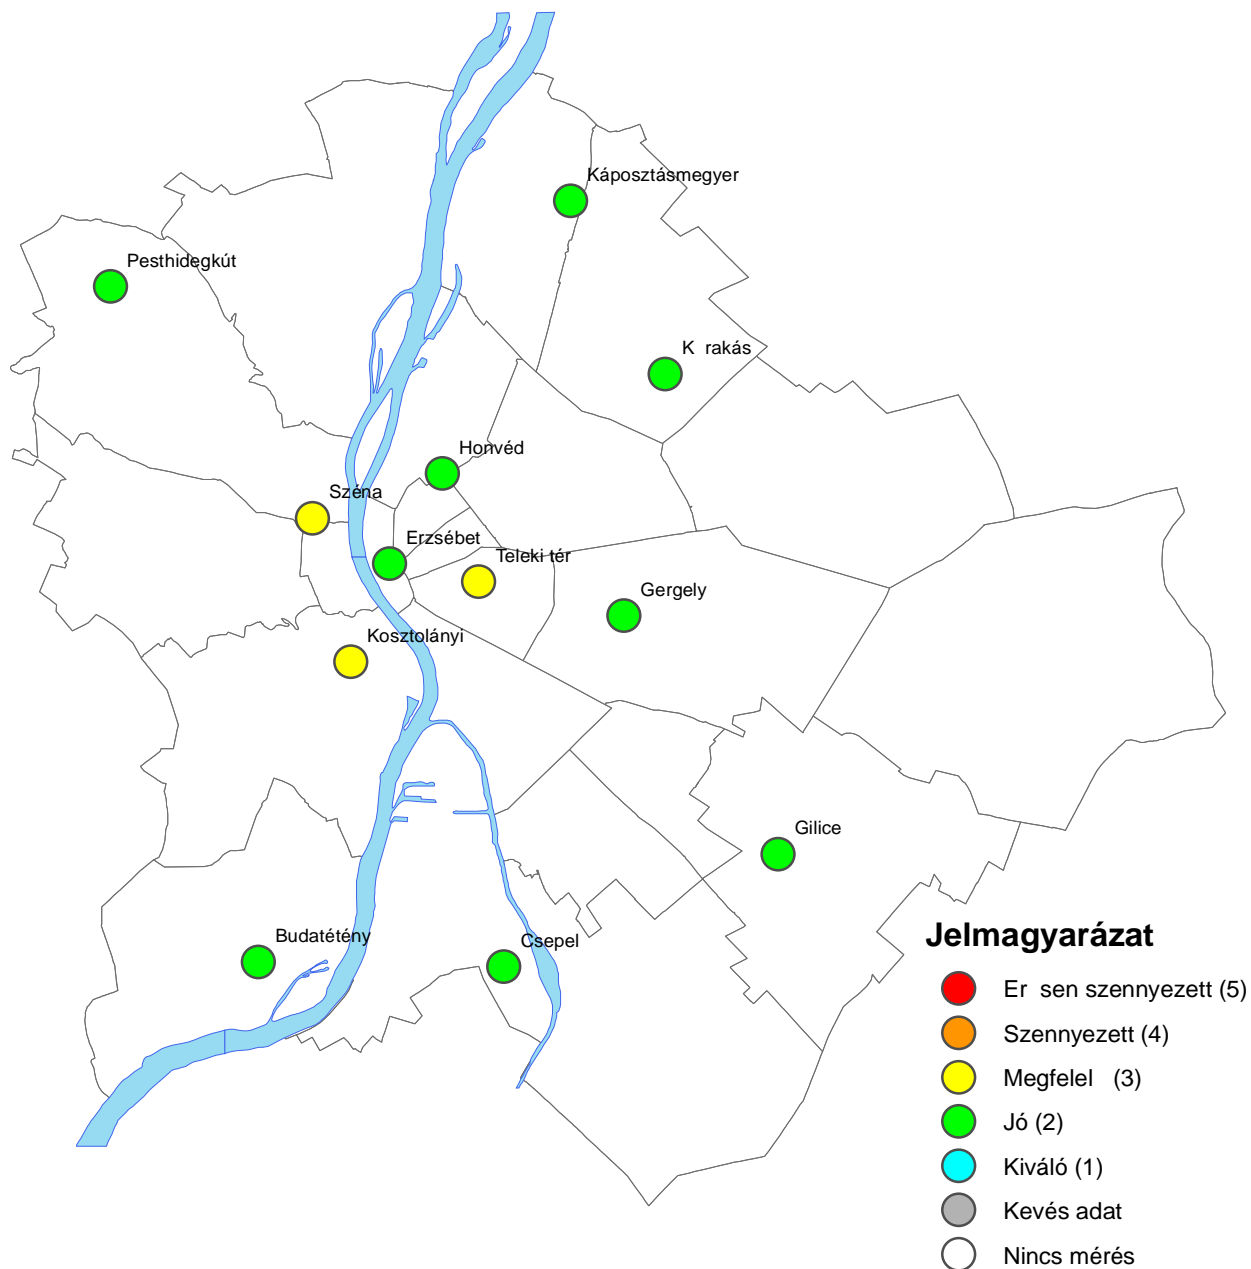 Káposztásmegyer
Pesthidegkút
K rakás
Honvéd
Széna
Erzsébet
Teleki tér
Gergely
Kosztolányi
Gilice
Budatétény
Csepel
Jelmagyarázat
Er sen szennyezett (5)
Szennyezett (4)
Megfelel (3)
Jó (2)
Kiváló (1)
Kevés adat
Nincs mérés